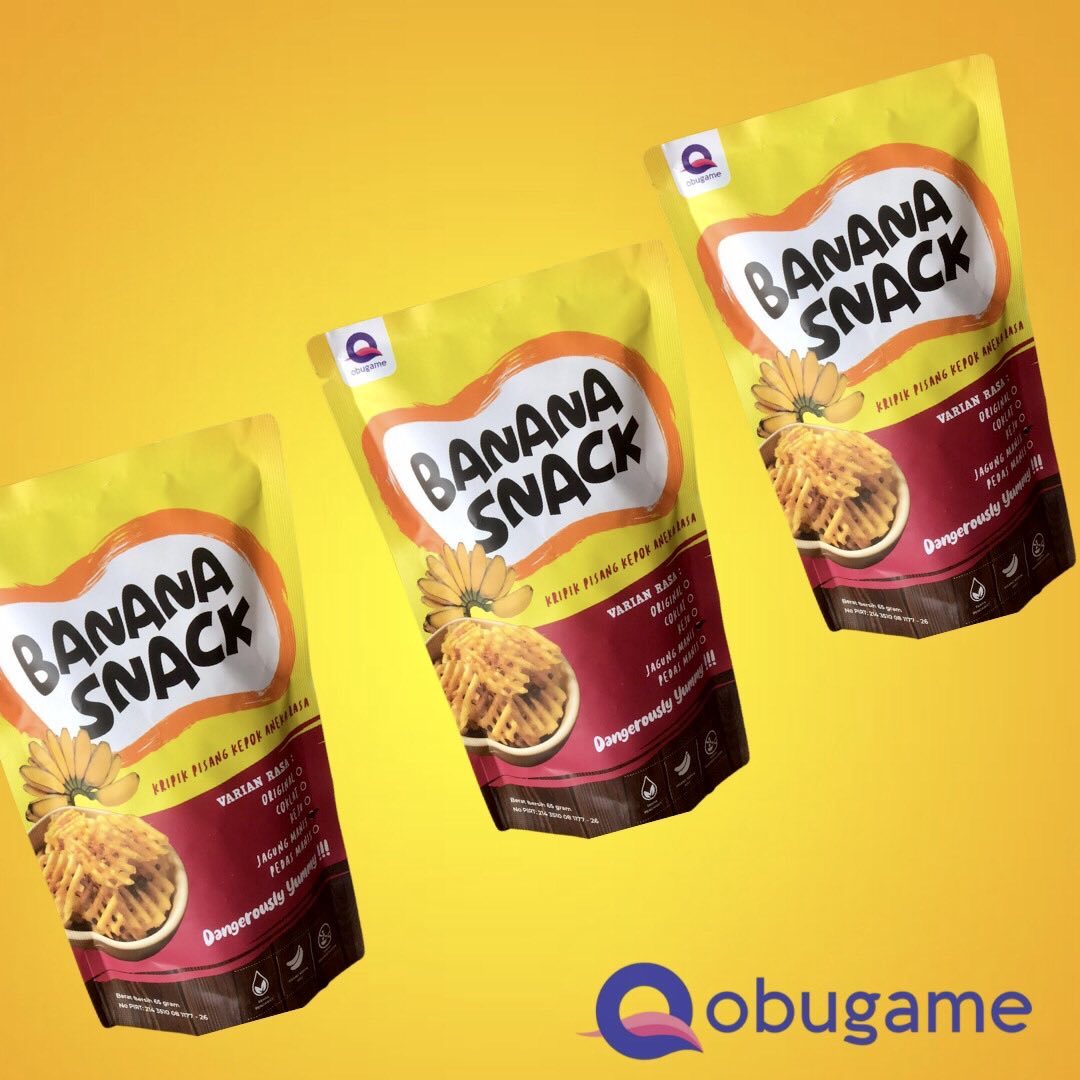 obugame
BANANA
SNACK
KRIPIK PISANG KEPOK ANEKA RASA
VARIAN RASA :
ORIGINAL
COKLAT
KEJU
JAGUNG MANIS
PEDAS MANIS
Dangerously Yummy !!!
Berat bersih 65 gram
No PIRT: 214 3510 08 1177 - 26
obugame
BANANA
SNACK
KRIPIK PISANG KEPOK ANEKA RASA
VARIAN RASA :
ORIGINAL
COKLAT
KEJU
JAGUNG MANIS
PEDAS MANIS
Dangerously Yummy !!!
Berat bersih 65 gram
No PIRT: 214 3510 08 1177 - 26
BANANA
SNACK
KRIPIK PISANG KEPOK ANEKA RASA
VARIAN RASA :
ORIGINAL
COKLAT
KEJU
JAGUNG MANIS
PEDAS MANIS
Dangerously Yummy !!!
Berat bersih 65 gram
No PIRT: 214 3510 08 1177 - 26
obugame